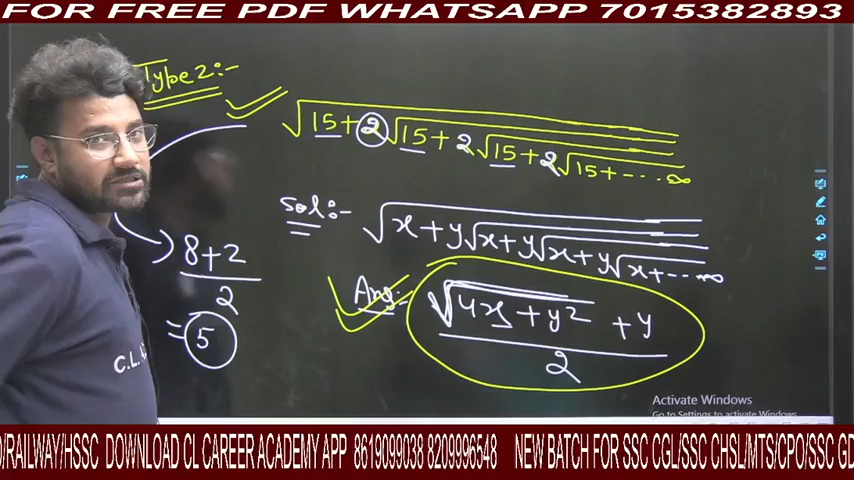 FOR FREE PDF WHATSAPP 7015382893
Type 2:-
√15+2√15+2√15+2√15+----∞
Sol:-
√x+y√x+y√x+y√x+----∞
8+2
2
=5
Ans:-
√4x+y² +y
2
C.L.
Activate Windows
Go to Settings to activate Windows.
/RAILWAY/HSSC DOWNLOAD CL CAREER ACADEMY APP 8619099038 8209996548 NEW BATCH FOR SSC CGL/SSC CHSL/MTS/CPO/SSC GD